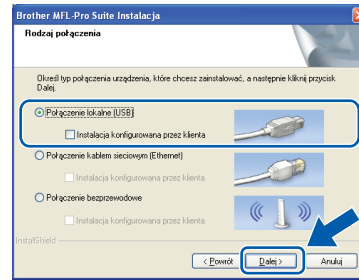 Brother MFL-Pro Suite Instalacja
Rodzaj połączenia
Określ typ połączenia urządzenia, które chcesz zainstalować, a następnie kliknij przycisk
Dalej.
Połączenie lokalne (USB)
Instalacja konfigurowana przez klienta
Połączenie kablem sieciowym (Ethernet)
Instalacja konfigurowana przez klienta
Połączenie bezprzewodowe
Instalacja konfigurowana przez klienta
InstallShield
< Powrót
Dalej >
Anuluj